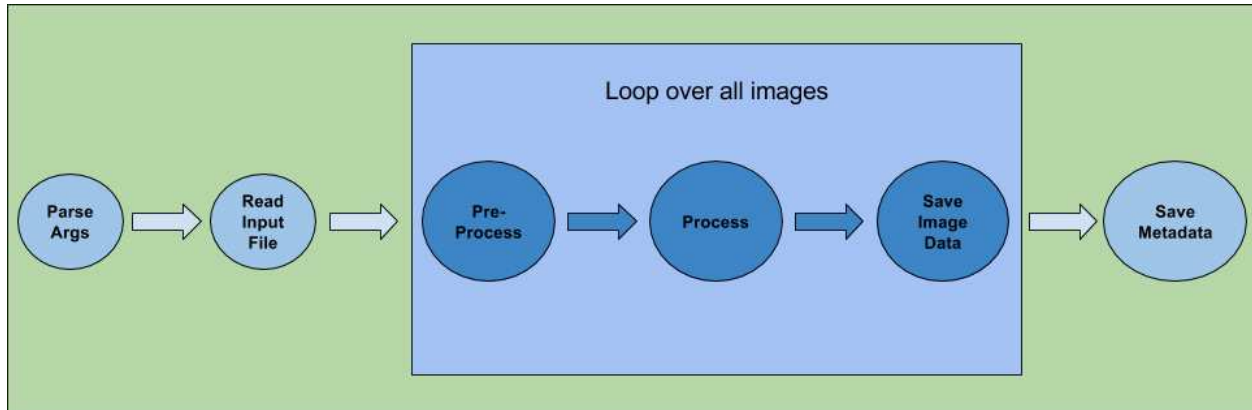 Loop over all images
Parse
Args
Read
Input
File
Pre-
Process
Process
Save
Image
Data
Save
Metadata